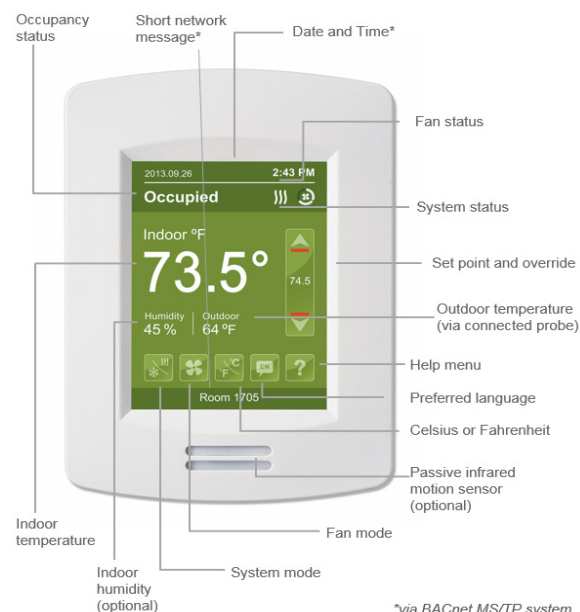 Occupancy
status
Short network
message*
Date and Time*
Fan status
System status
Set point and override
Outdoor temperature
(via connected probe)
Help menu
Preferred language
Celsius or Fahrenheit
Passive infrared
motion sensor
(optional)
Fan mode
System mode
Indoor
humidity
(optional)
Indoor
temperature
2013.09.26 2:43 PM
Occupied
Indoor °F
73.5°
74.5
Humidity Outdoor
45 % 64 °F
°C
F
EN
?
Room 1705
*via BACnet MS/TP system